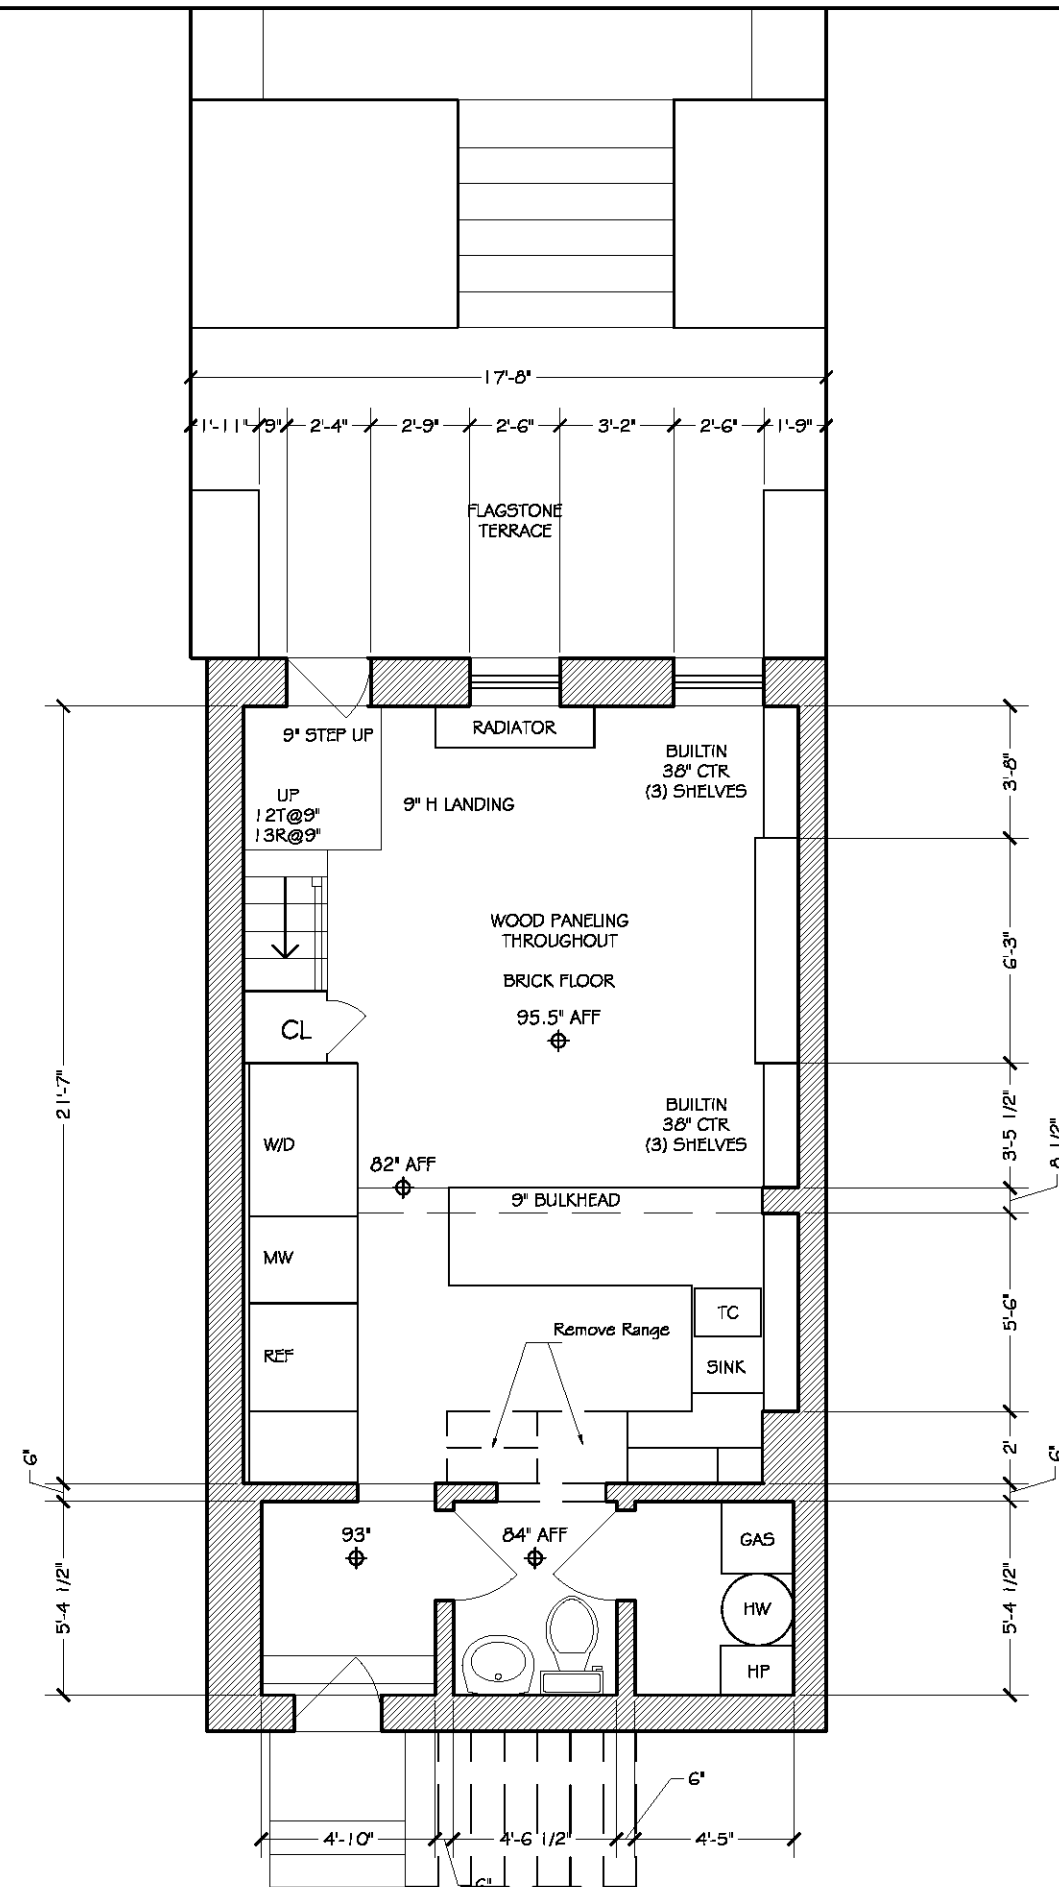 17'-8"
1'-11" 9" 2'-4" 2'-9" 2'-6" 3'-2" 2'-6" 1'-9"
FLAGSTONE
TERRACE
9" STEP UP
RADIATOR
BUILTIN
38" CTR
(3) SHELVES
3'-8"
UP
12T@9"
13R@9"
9" H LANDING
WOOD PANELING
THROUGHOUT
6'-3"
BRICK FLOOR
95.5" AFF
CL
21'-7"
BUILTIN
38" CTR
(3) SHELVES
3'-5 1/2"
8 1/2"
W/D
82" AFF
9" BULKHEAD
MW
TC
5'-6"
Remove Range
REF
SINK
2'
6"
6"
93"
84" AFF
GAS
HW
HP
5'-4 1/2"
5'-4 1/2"
6"
4'-10"
4'-6 1/2"
4'-5"
6"